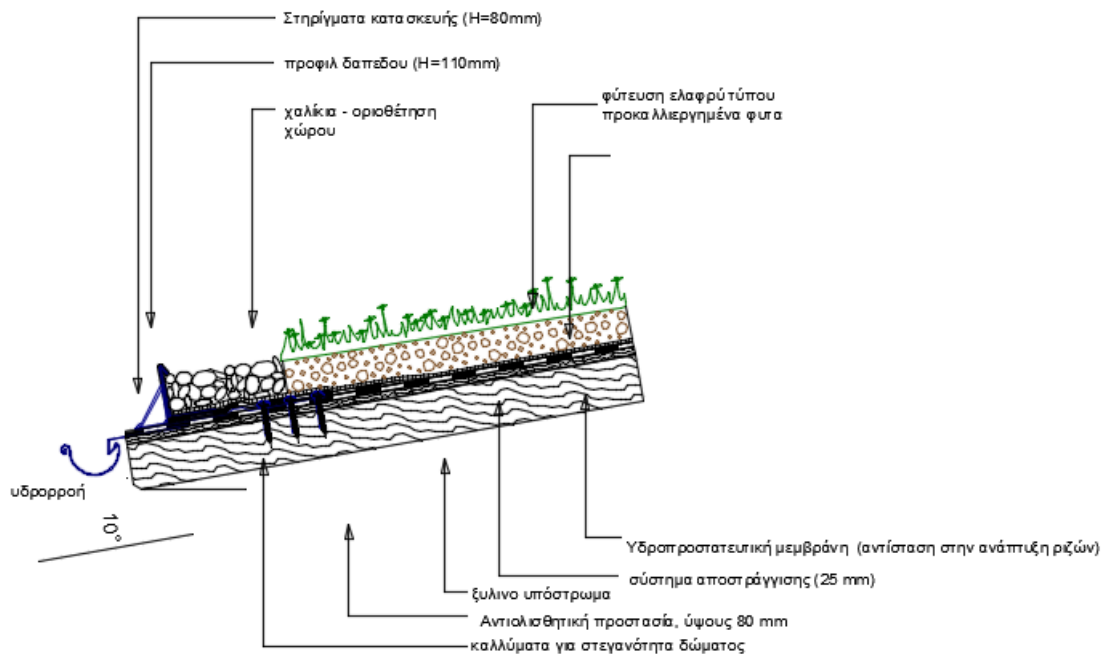 Στηρίγματα κατασκευής (H=80mm)
προφιλ δαπεδου (H=110mm)
χαλίκια - οριοθέτηση
χώρου
φύτευση ελαφρύ τύπου
προκαλλιεργημένα φυτα
υδρορροή
10°
Υδροπροστατευτική μεμβράνη (αντίσταση στην ανάπτυξη ριζών)
σύστημα αποστράγγισης (25 mm)
ξυλινο υπόστρωμα
Αντιολισθητική προστασία, ύψους 80 mm
καλλύματα για στεγανότητα δώματος